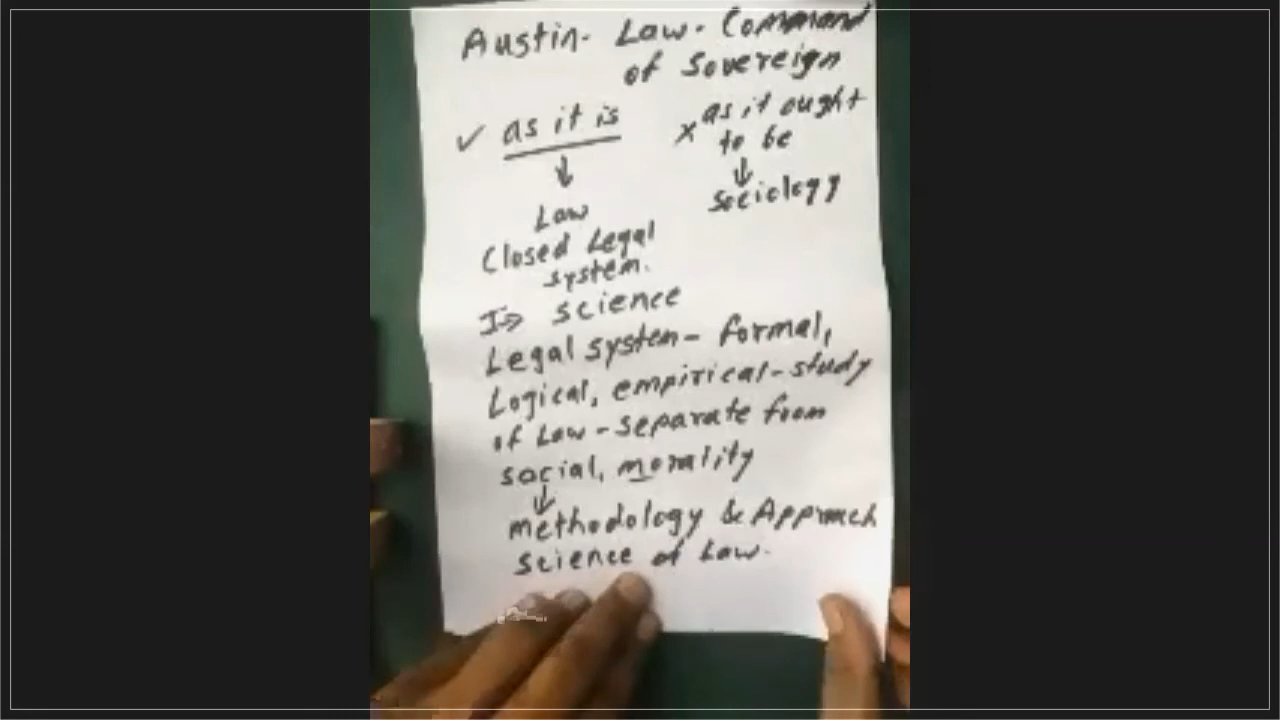 Austin- Law- Command
of Sovereign
✓ as it is
x as it ought
to be
↓
↓
sociology
Law
Closed Legal
system.
I⇒ science
Legal system- formal,
Logical, empirical-study
of Law-separate from
social, morality
↓
methodology & Approach
science of Law.